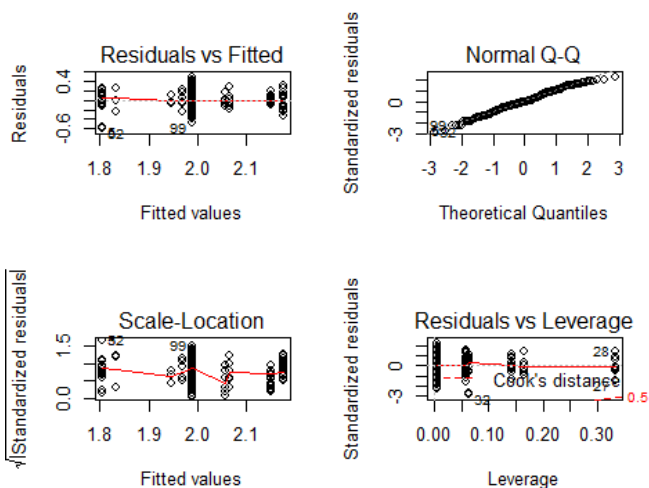 Residuals vs Fitted
Residuals
0.4
-0.6
52
99
1.8 1.9 2.0 2.1
Fitted values
Normal Q-Q
Standardized residuals
0
-3
99
-3 -2 -1 0 1 2 3
Theoretical Quantiles
Scale-Location
√|Standardized residuals|
1.5
0.0
99
1.8 1.9 2.0 2.1
Fitted values
Residuals vs Leverage
Standardized residuals
0
-3
28
Cook's distance
27
0.5
0.00 0.10 0.20 0.30
Leverage